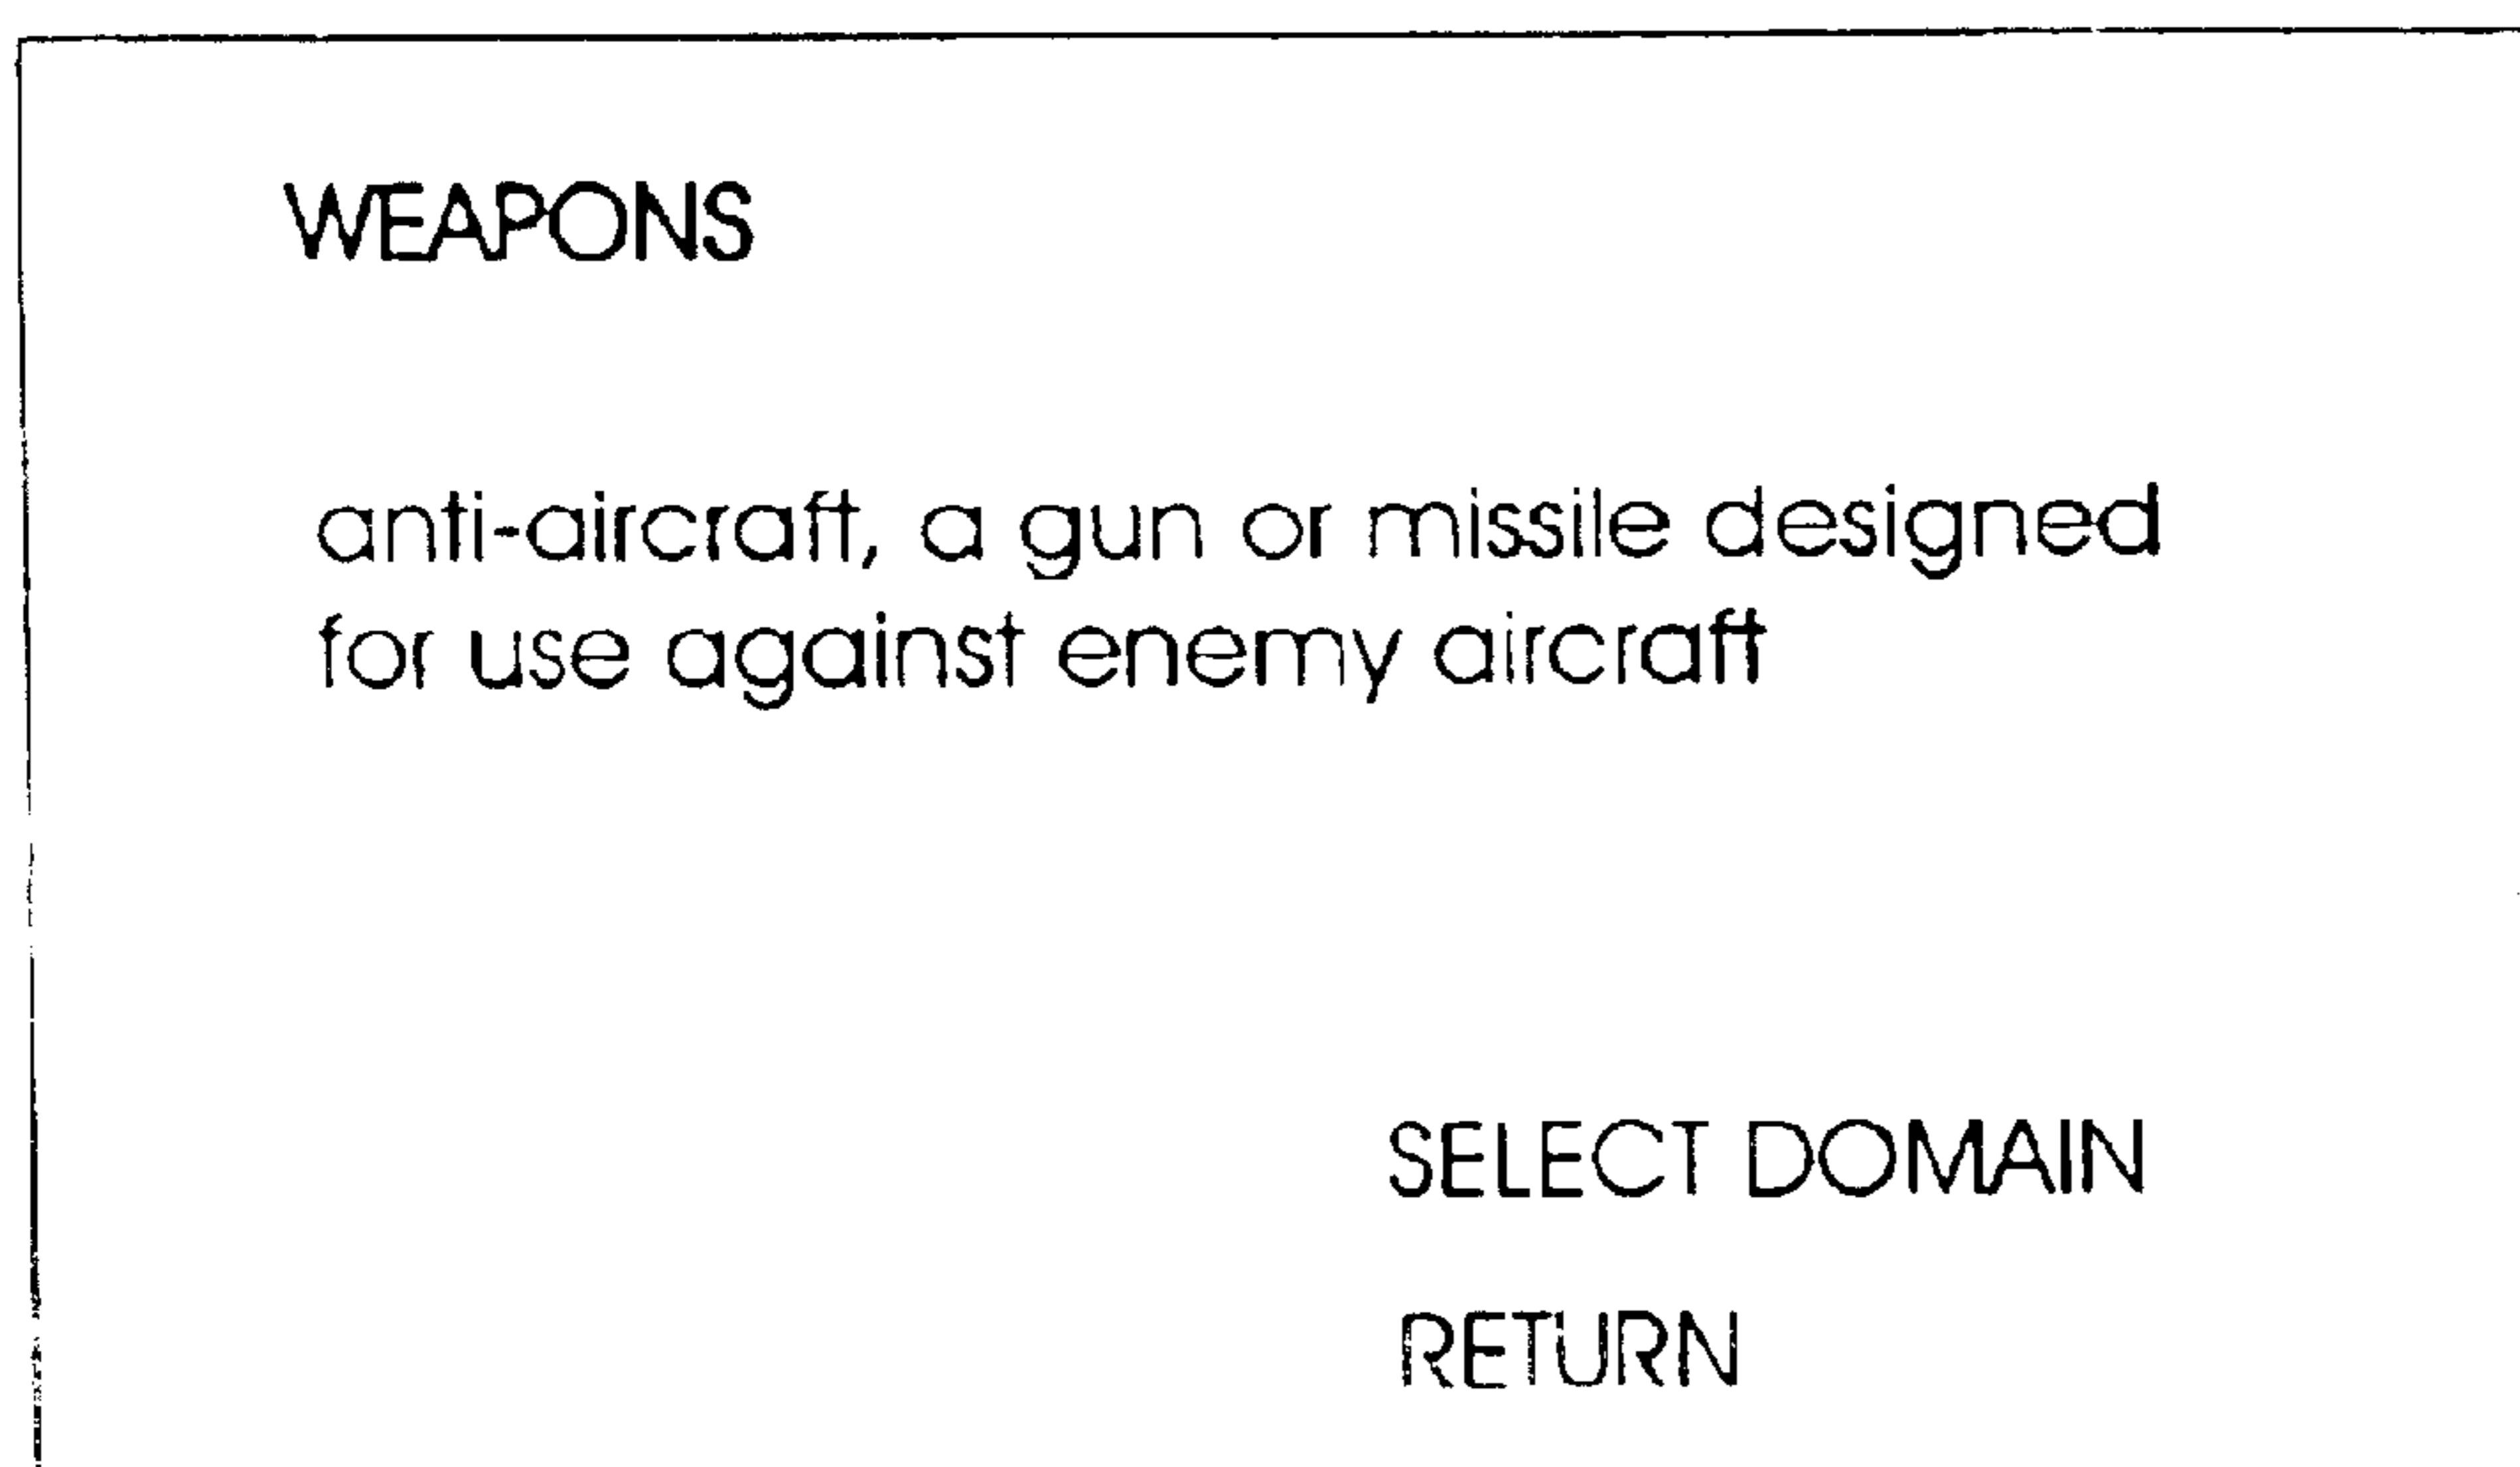 WEAPONS
anti-aircraft, a gun or missile designed
for use against enemy aircraft
SELECT DOMAIN
RETURN